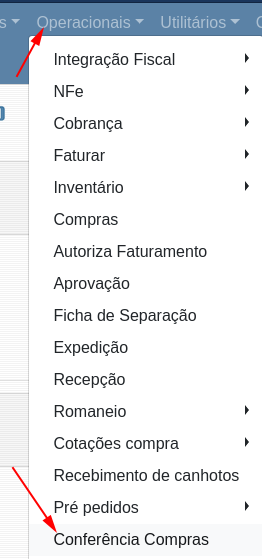 Operacionais
Utilitários
Integração Fiscal
NFe
Cobrança
Faturar
Inventário
Compras
Autoriza Faturamento
Aprovação
Ficha de Separação
Expedição
Recepção
Romaneio
Cotações compra
Recebimento de canhotos
Pré pedidos
Conferência Compras